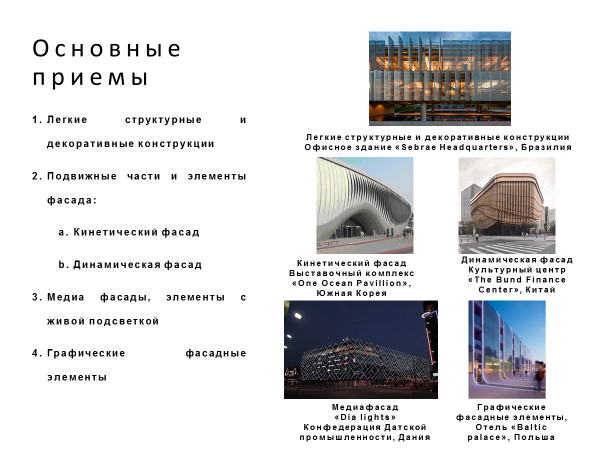 Основные
приемы
1. Легкие структурные и
декоративные конструкции
2. Подвижные части и элементы
фасада:
a. Кинетический фасад
b. Динамическая фасад
3. Медиа фасады, элементы с
живой подсветкой
4. Графические фасадные
элементы
Легкие структурные и декоративные конструкции
Офисное здание «Sebrae Headquarters», Бразилия
Кинетический фасад
Выставочный комплекс
«One Ocean Pavillion»,
Южная Корея
Динамическая фасад
Культурный центр
«The Bund Finance
Center», Китай
Медиафасад
«Dia lights»
Конфедерация Датской
промышленности, Дания
Графические
фасадные элементы,
Отель «Baltic
palace», Польша